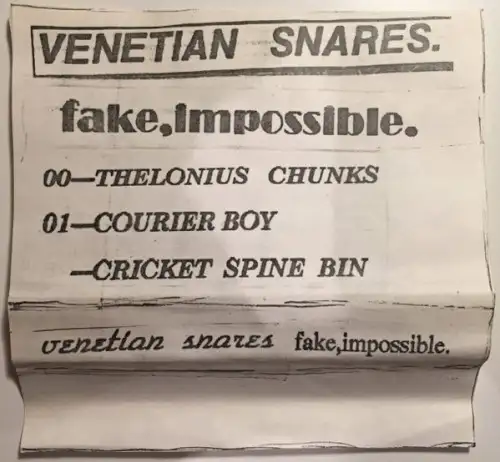 VENETIAN SNARES.
fake,impossible.
00—THELONIUS CHUNKS
01—COURIER BOY
—CRICKET SPINE BIN
venetian snares fake,impossible.